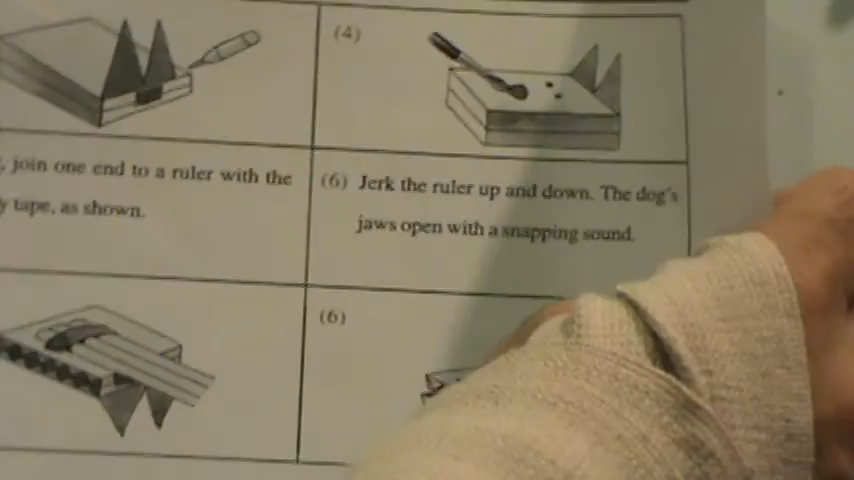 (4)
, join one end to a ruler with the
y tape, as shown.
(6) Jerk the ruler up and down. The dog's
jaws open with a snapping sound.
(6)